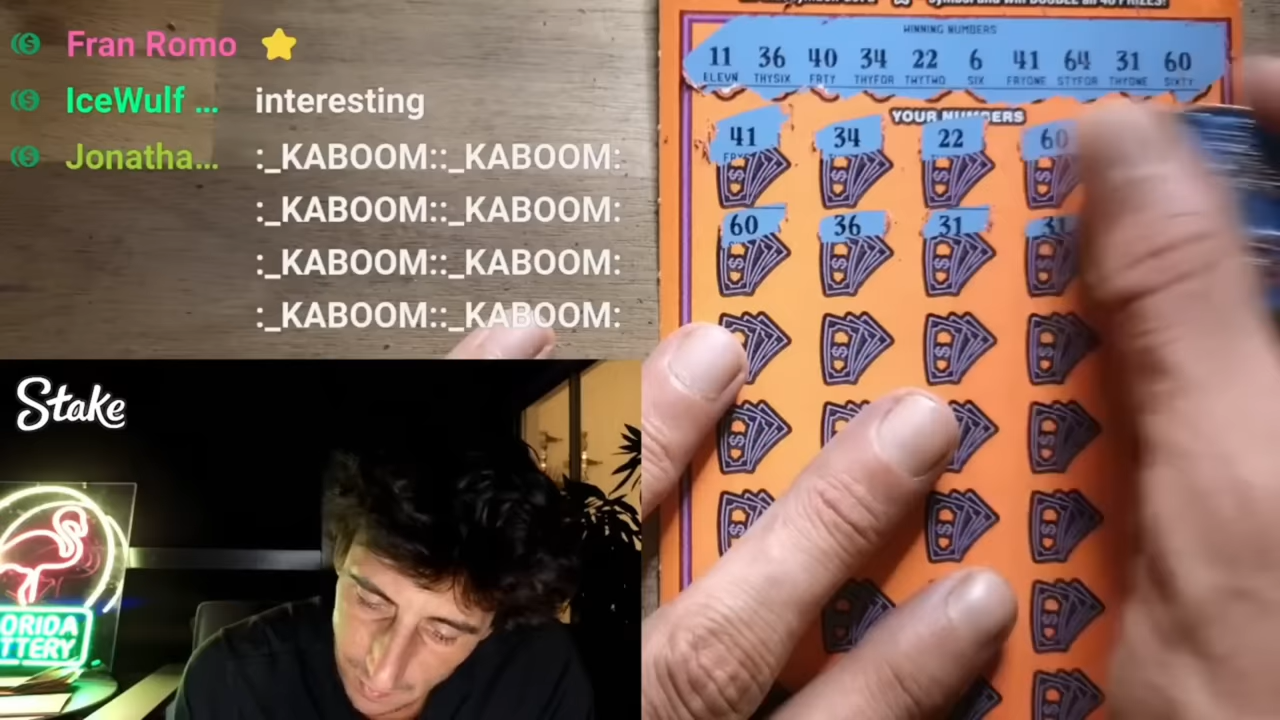 Fran Romo
IceWulf ... interesting
Jonatha... :_KABOOM::_KABOOM:
:_KABOOM::_KABOOM:
:_KABOOM::_KABOOM:
:_KABOOM::_KABOOM:
Stake
ORIDA
TTERY
WINNING NUMBERS
11 36 40 34 22 6 41 64 31 60
ELEVN THYSIX FRTY THYFOR THYTWO SIX FRYONE STYFOR THYONE SIXTY
YOUR NUMBERS
41 34 22 60
60 36 31 31